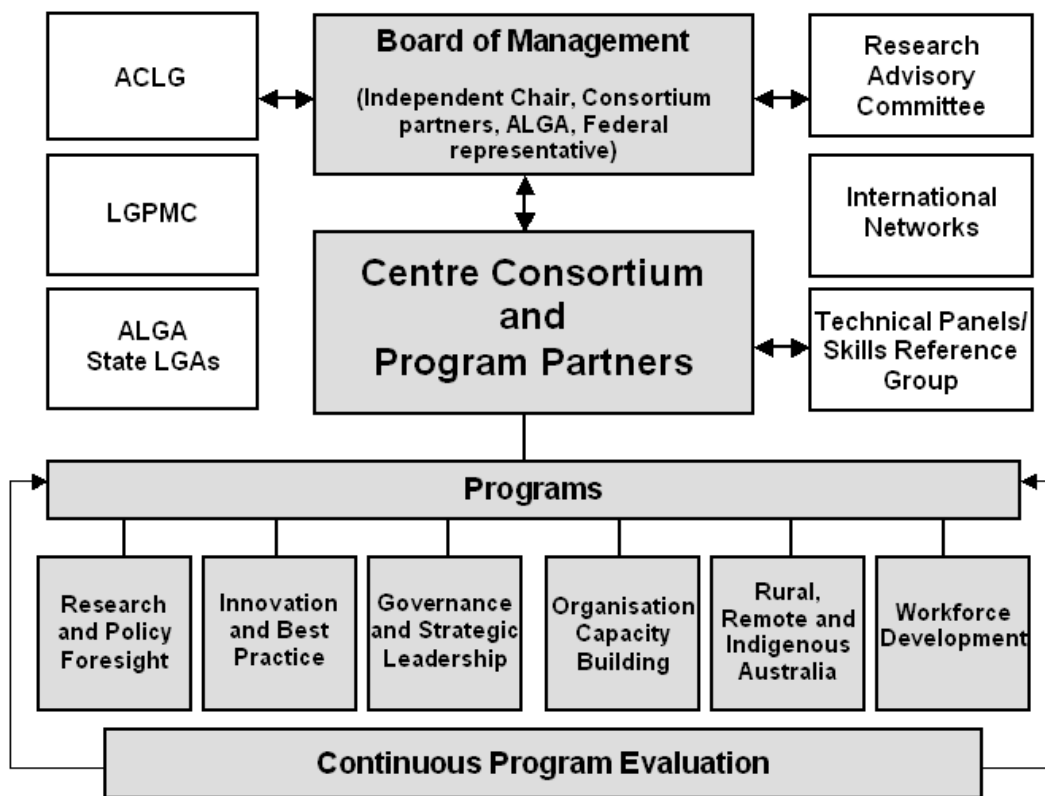 ACLG
Board of Management
(Independent Chair, Consortium
partners, ALGA, Federal
representative)
Research
Advisory
Committee
LGPMC
International
Networks
ALGA
State LGAs
Centre Consortium
and
Program Partners
Technical Panels/
Skills Reference
Group
Programs
Research
and Policy
Foresight
Innovation
and Best
Practice
Governance
and Strategic
Leadership
Organisation
Capacity
Building
Rural,
Remote and
Indigenous
Australia
Workforce
Development
Continuous Program Evaluation